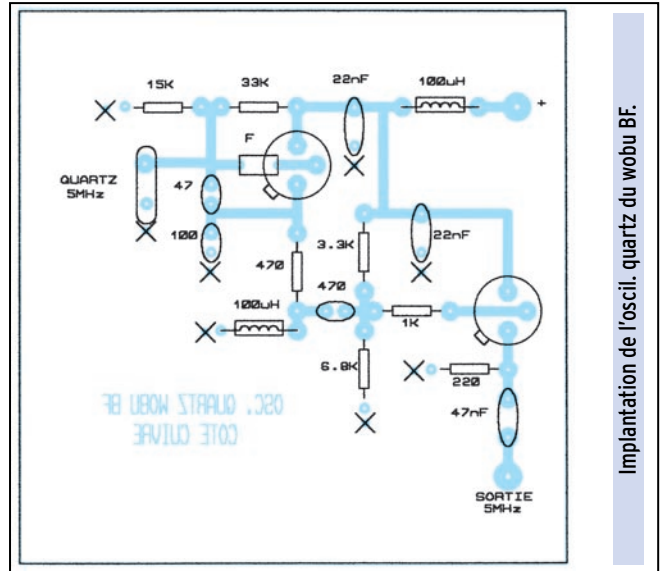 15K
33K
22nF
100uH
+
F
QUARTZ
5MHz
47
100
470
3.3K
22nF
470
100uH
1K
6.8K
220
47nF
OSC. QUARTZ WOBU BF
COTE CUIVRE
SORTIE
5MHz
Implantation de l'oscil. quartz du wobu BF.